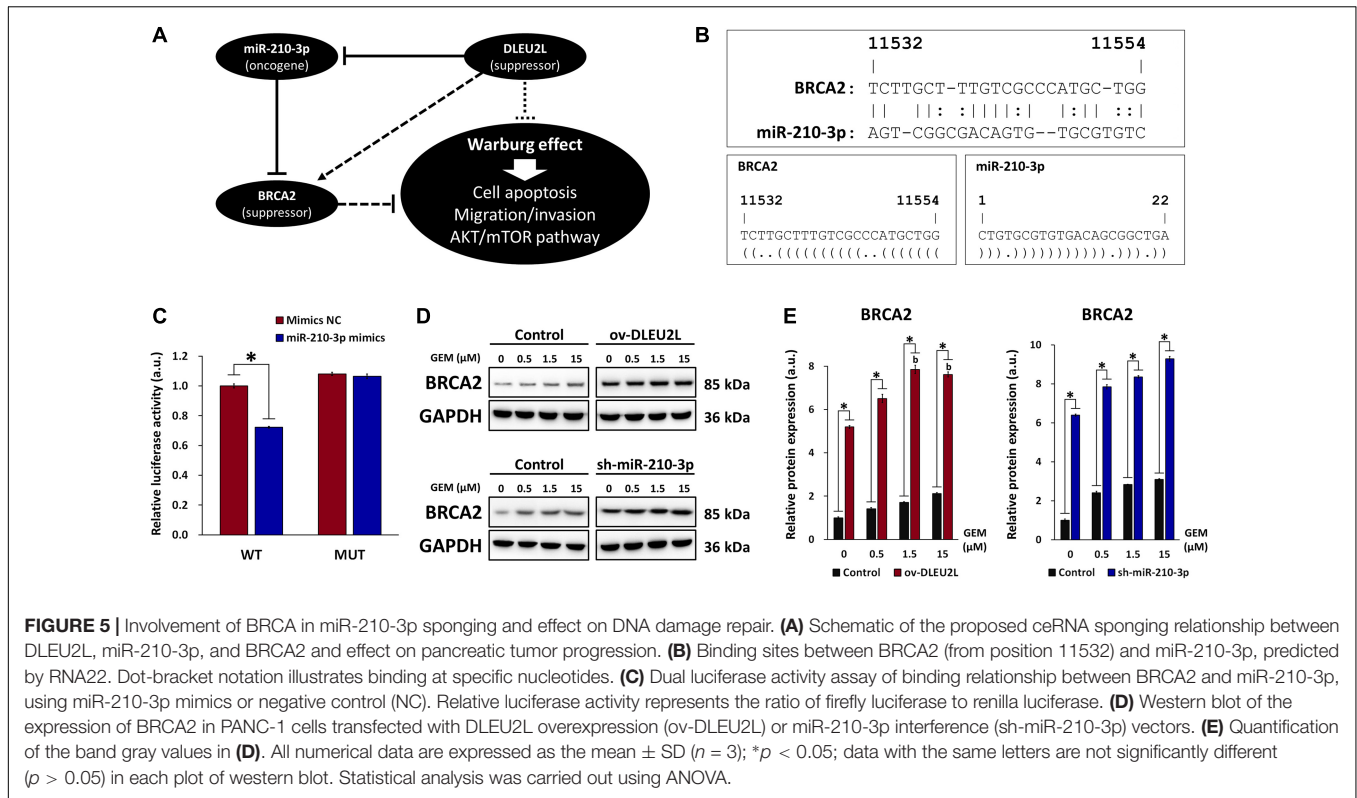 A
miR-210-3p
(oncogene)
DLEU2L
(suppressor)
BRCA2
(suppressor)
Warburg effect
Cell apoptosis
Migration/invasion
AKT/mTOR pathway
B
11532 11554
| |
BRCA2 : TCTTGCT-TTGTCGCCCATGC-TGG
|| ||: :||||:| |:|| ::|
miR-210-3p : AGT-CGGCGACAGTG--TGCGTGTC
BRCA2
11532 11554
| |
TCTTGCTTTGTCGCCCATGCTGG
((..((((((((((..(((((((
miR-210-3p
1 22
| |
CTGTGCGTGTGACAGCGGCTGA
))).))))))))))).))).))
C
Mimics NC
miR-210-3p mimics
Relative luciferase activity (a.u.)
1.2
1.0
0.8
0.6
0.4
0.2
0.0
*
WT MUT
D
Control ov-DLEU2L
GEM (μM) 0 0.5 1.5 15 0 0.5 1.5 15
BRCA2 85 kDa
GAPDH 36 kDa
Control sh-miR-210-3p
GEM (μM) 0 0.5 1.5 15 0 0.5 1.5 15
BRCA2 85 kDa
GAPDH 36 kDa
E
BRCA2
Relative protein expression (a.u.)
8
6
4
2
0
* * * *
b b
0 0.5 1.5 15 GEM (μM)
Control ov-DLEU2L
BRCA2
Relative protein expression (a.u.)
10
8
6
4
2
0
* * * *
0 0.5 1.5 15 GEM (μM)
Control sh-miR-210-3p
FIGURE 5 | Involvement of BRCA in miR-210-3p sponging and effect on DNA damage repair. (A) Schematic of the proposed ceRNA sponging relationship between
DLEU2L, miR-210-3p, and BRCA2 and effect on pancreatic tumor progression. (B) Binding sites between BRCA2 (from position 11532) and miR-210-3p, predicted
by RNA22. Dot-bracket notation illustrates binding at specific nucleotides. (C) Dual luciferase activity assay of binding relationship between BRCA2 and miR-210-3p,
using miR-210-3p mimics or negative control (NC). Relative luciferase activity represents the ratio of firefly luciferase to renilla luciferase. (D) Western blot of the
expression of BRCA2 in PANC-1 cells transfected with DLEU2L overexpression (ov-DLEU2L) or miR-210-3p interference (sh-miR-210-3p) vectors. (E) Quantification
of the band gray values in (D). All numerical data are expressed as the mean ± SD (n = 3); *p < 0.05; data with the same letters are not significantly different
(p > 0.05) in each plot of western blot. Statistical analysis was carried out using ANOVA.